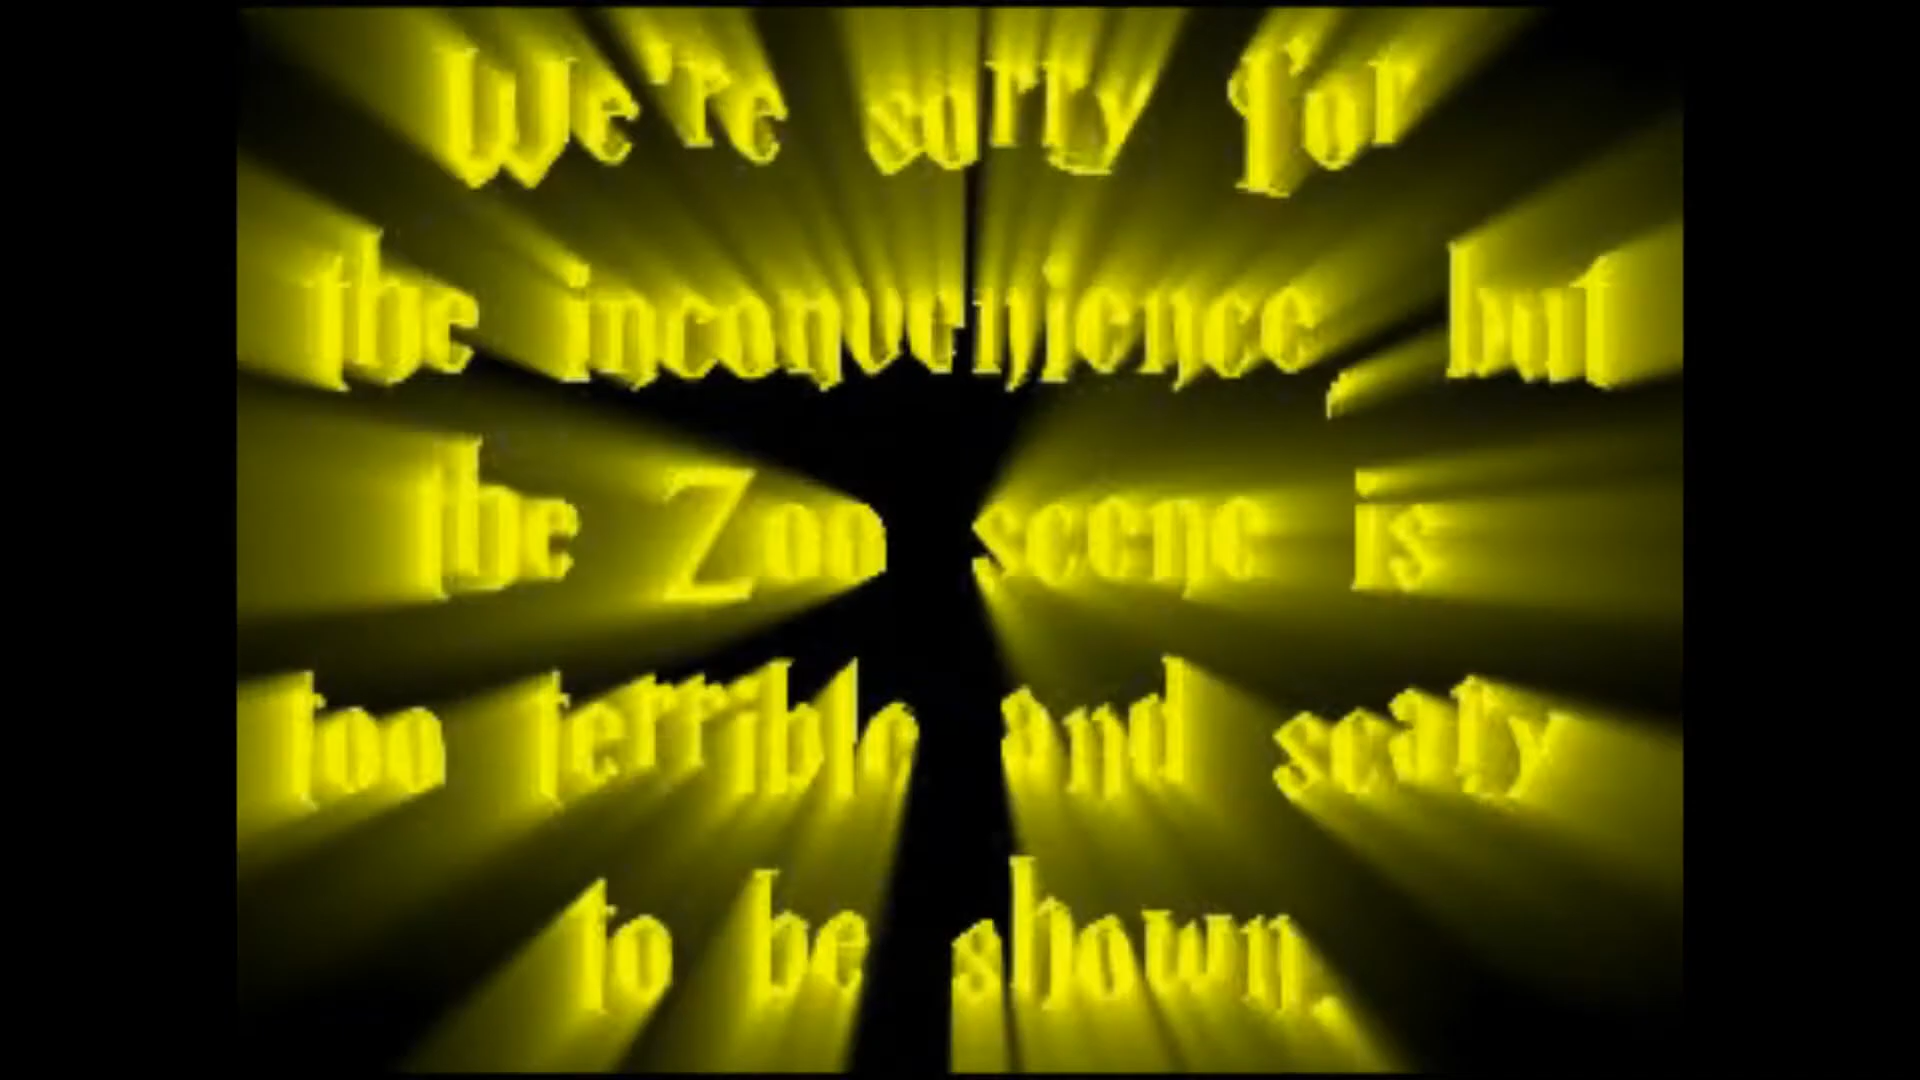 We're sorry for
the inconvenience, but
the Zoo scene is
too terrible and scary
to be shown.